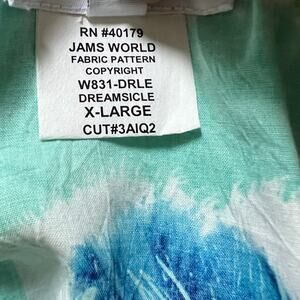 RN #40179
JAMS WORLD
FABRIC PATTERN
COPYRIGHT
W831-DRLE
DREAMSICLE
X-LARGE
CUT#3AIQ2